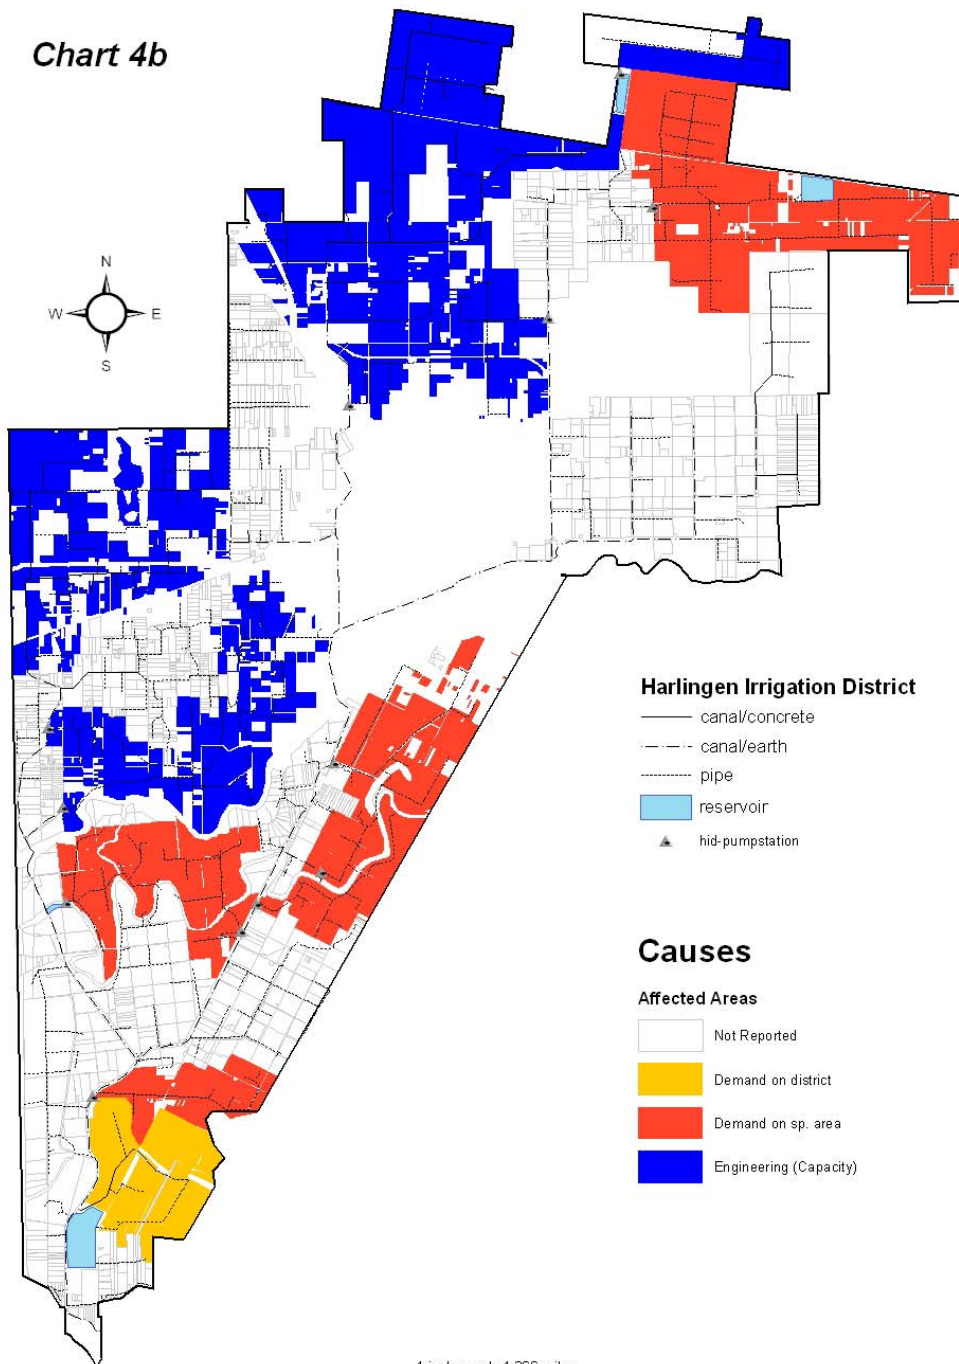 Chart 4b
N
W E
S
Harlingen Irrigation District
canal/concrete
canal/earth
pipe
reservoir
hid-pumpstation
Causes
Affected Areas
Not Reported
Demand on district
Demand on sp. area
Engineering (Capacity)